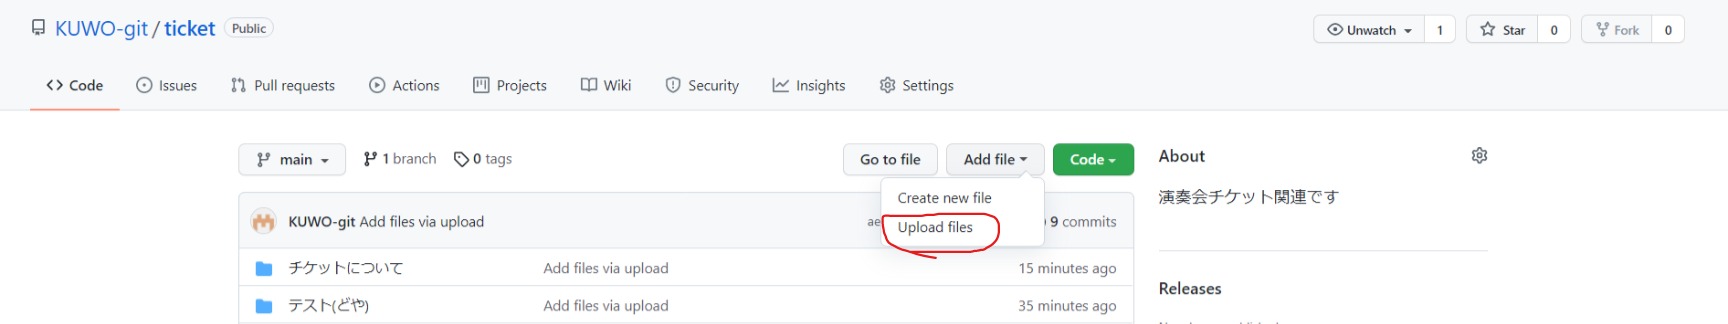 KUWO-git / ticket Public
Unwatch 1 Star 0 Fork 0
Code Issues Pull requests Actions Projects Wiki Security Insights Settings
main 1 branch 0 tags Go to file Add file Code
Create new file
Upload files
KUWO-git Add files via upload ae 9 commits
チケットについて Add files via upload 15 minutes ago
テスト(どや) Add files via upload 35 minutes ago
About
演奏会チケット関連です
Releases